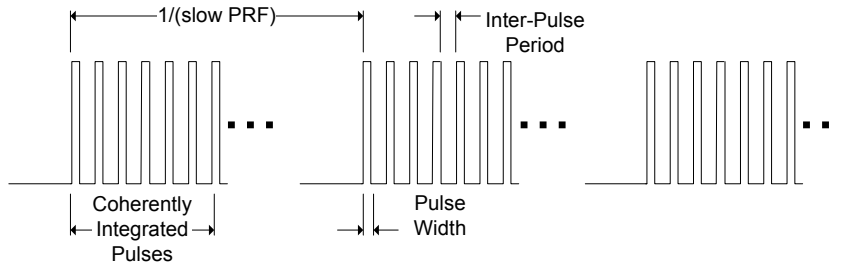 1/(slow PRF)
Inter-Pulse
Period
Coherently
Integrated
Pulses
Pulse
Width